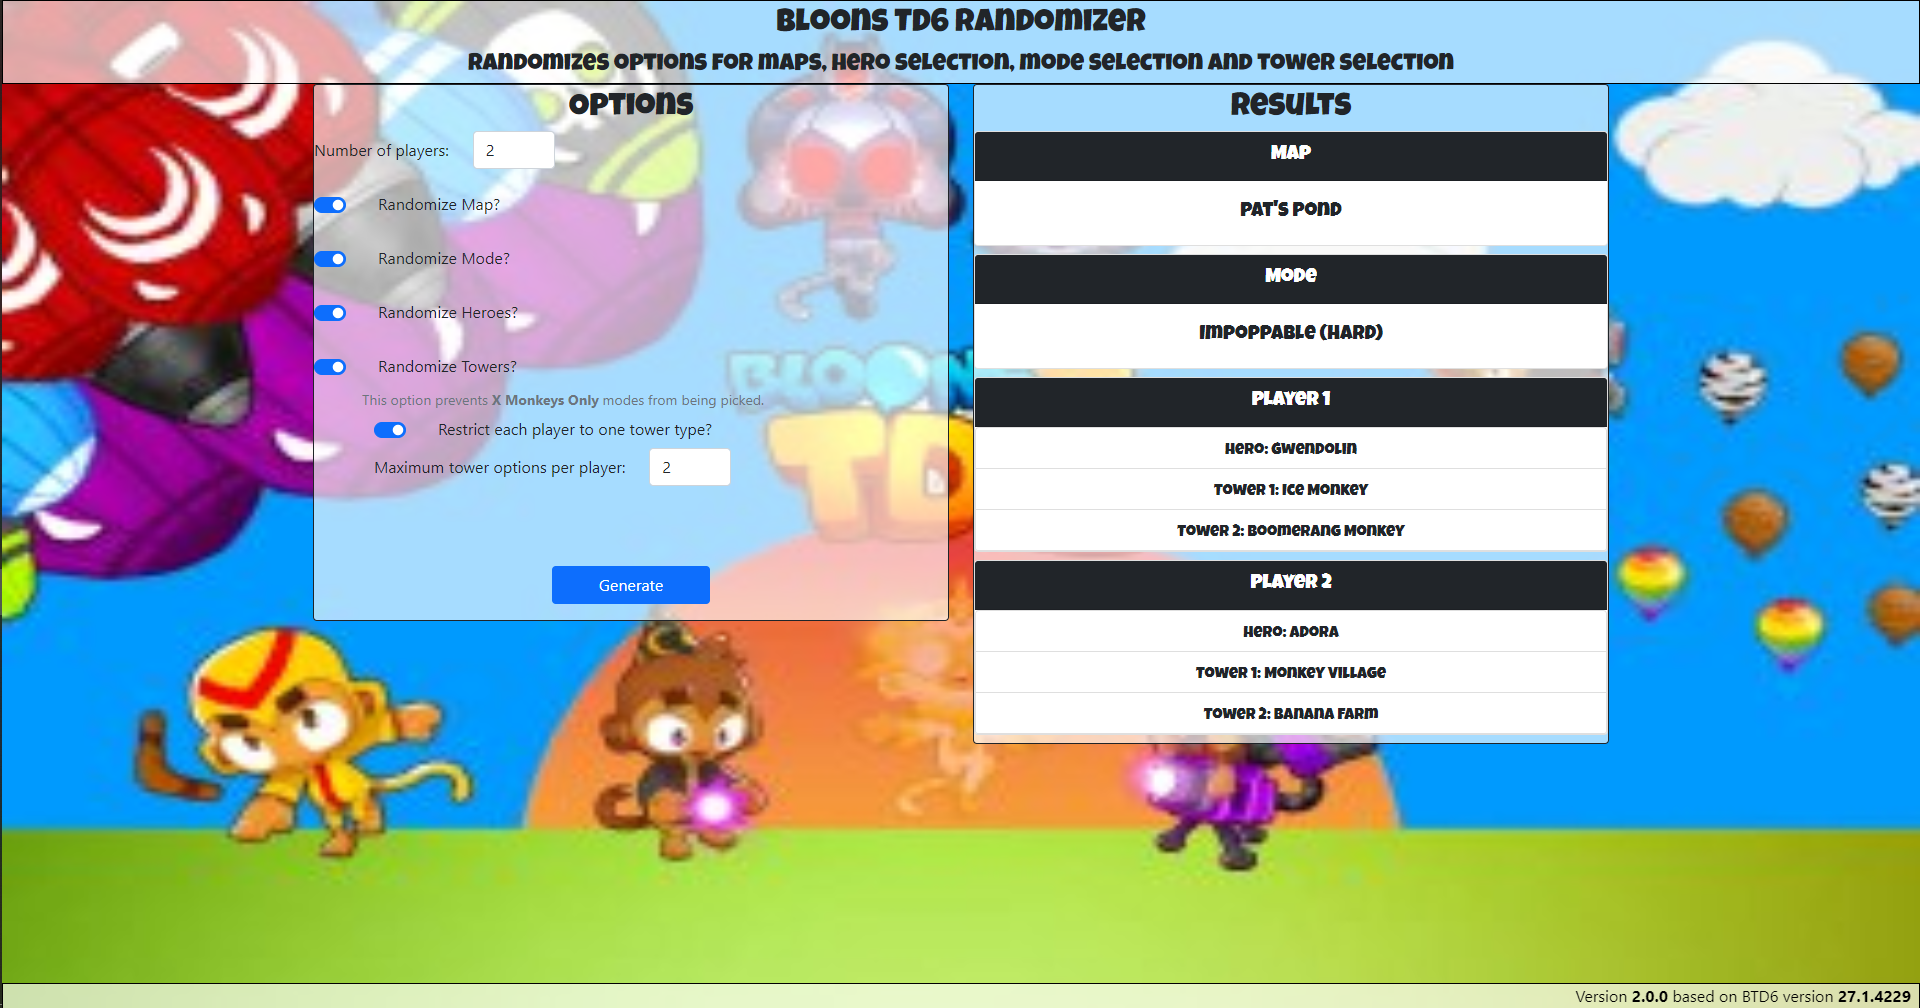 Bloons TD6 Randomizer
Randomizes options for maps, hero selection, mode selection and tower selection
Options
Number of players: 2
Randomize Map?
Randomize Mode?
Randomize Heroes?
Randomize Towers?
This option prevents X Monkeys Only modes from being picked.
Restrict each player to one tower type?
Maximum tower options per player: 2
Generate
BLOONS
TD
Results
Map
Pat's Pond
Mode
Impoppable (Hard)
Player 1
Hero: Gwendolin
Tower 1: Ice Monkey
Tower 2: Boomerang Monkey
Player 2
Hero: Adora
Tower 1: Monkey Village
Tower 2: Banana Farm
Version 2.0.0 based on BTD6 version 27.1.4229